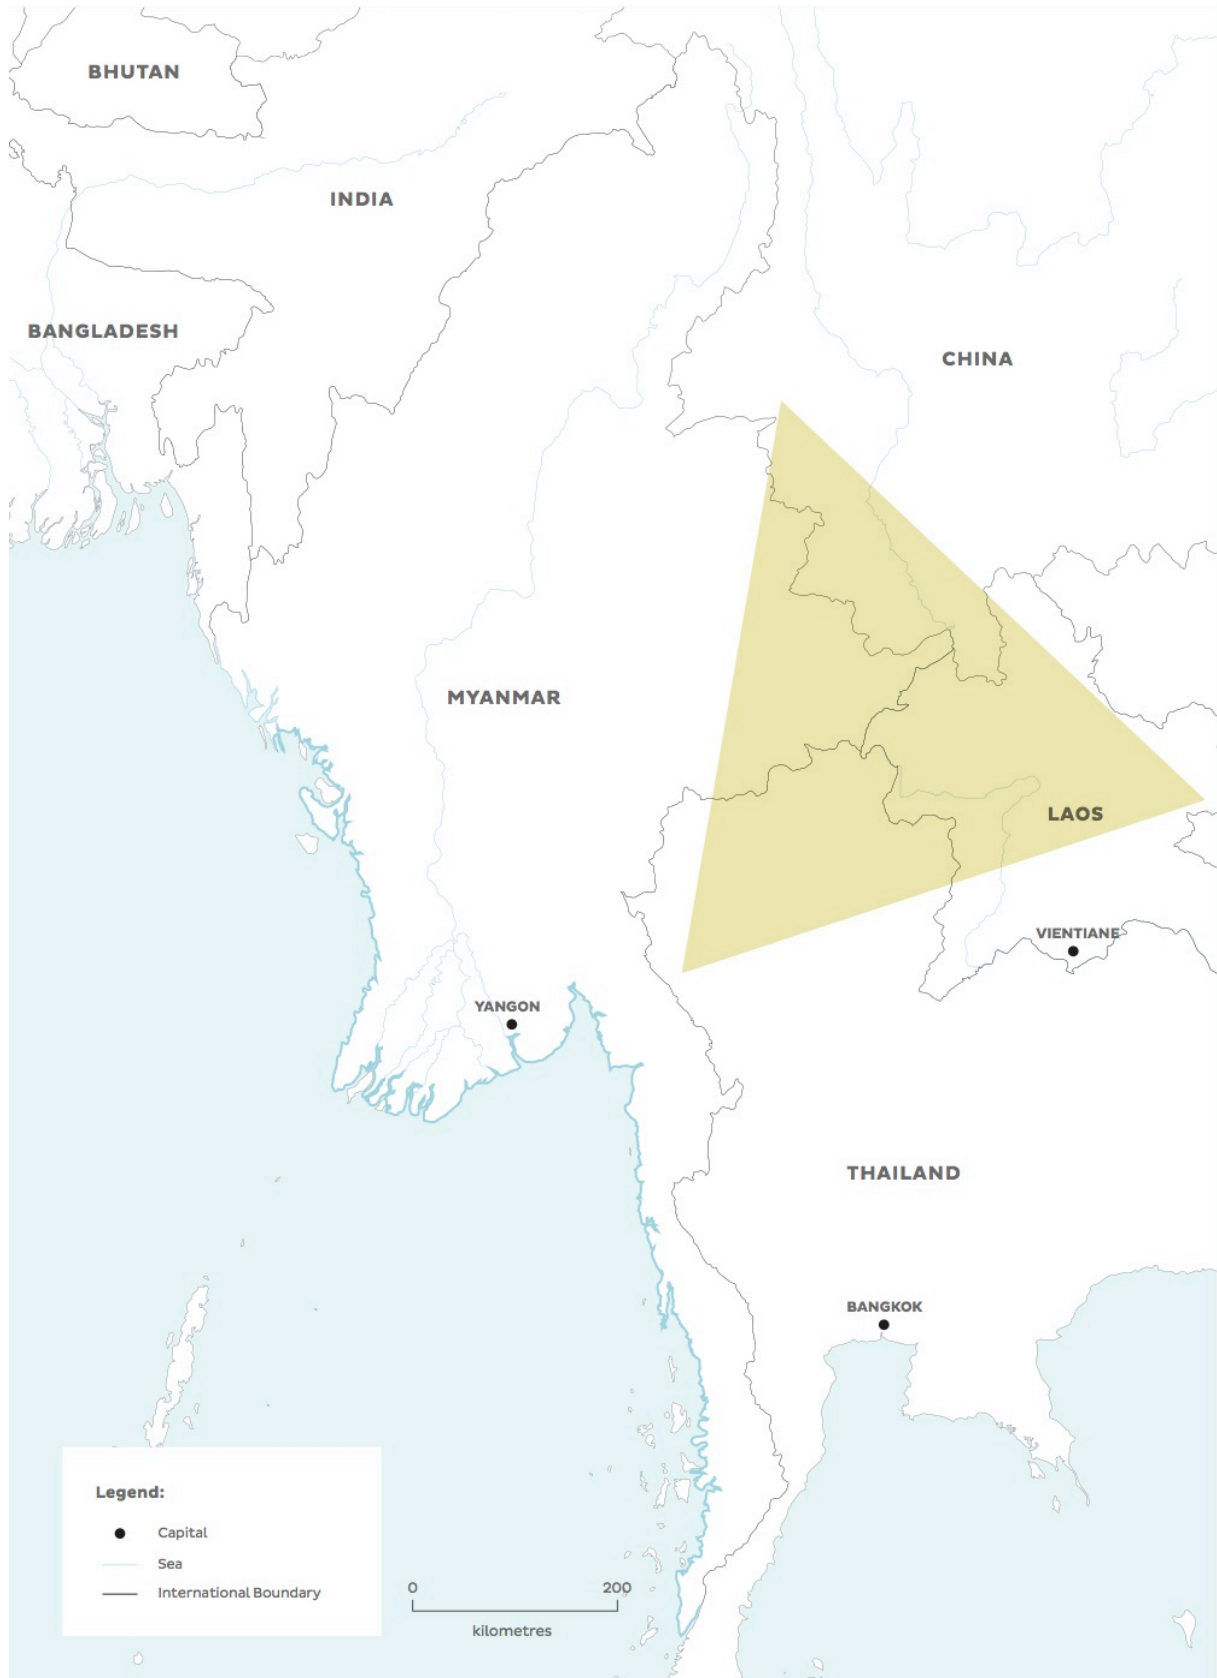 BHUTAN
INDIA
BANGLADESH
CHINA
MYANMAR
LAOS
VIENTIANE
YANGON
THAILAND
BANGKOK
Legend:
Capital
Sea
International Boundary
0 200
kilometres